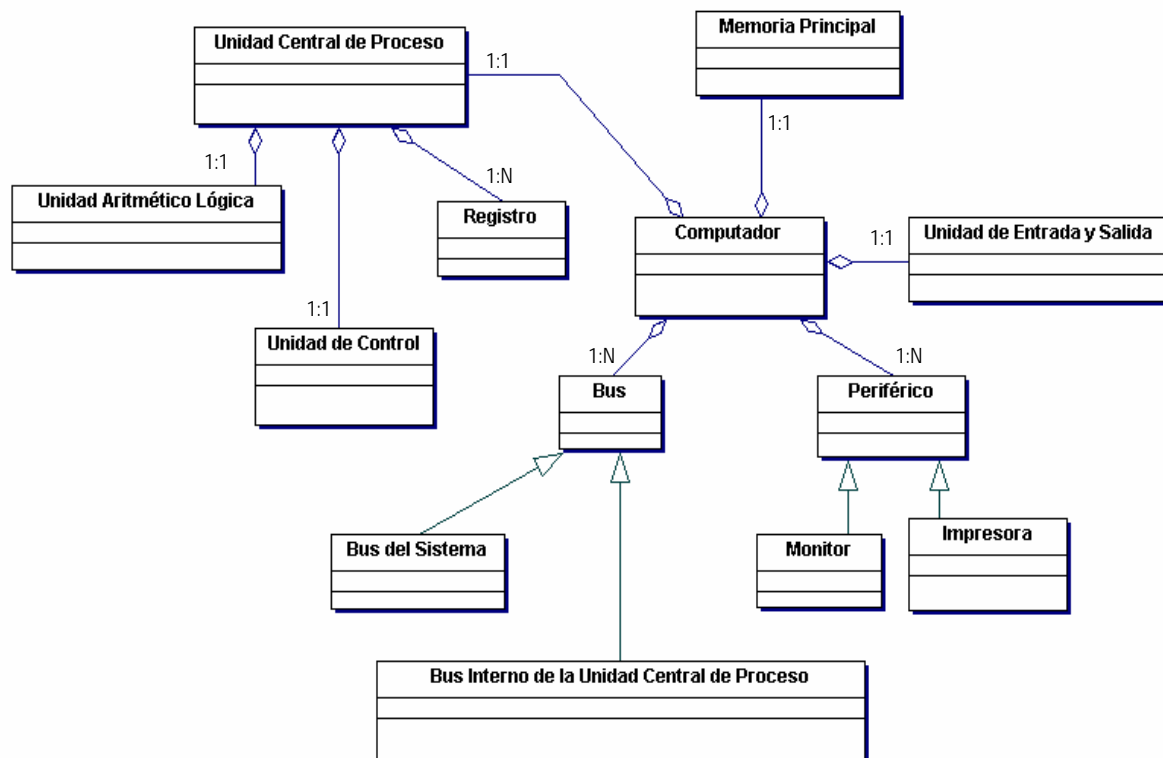 Unidad Central de Proceso
Memoria Principal
1:1
1:1
1:1
Unidad Aritmético Lógica
1:N
Registro
Computador
1:1
Unidad de Entrada y Salida
1:1
Unidad de Control
1:N
Bus
1:N
Periférico
Bus del Sistema
Monitor
Impresora
Bus Interno de la Unidad Central de Proceso